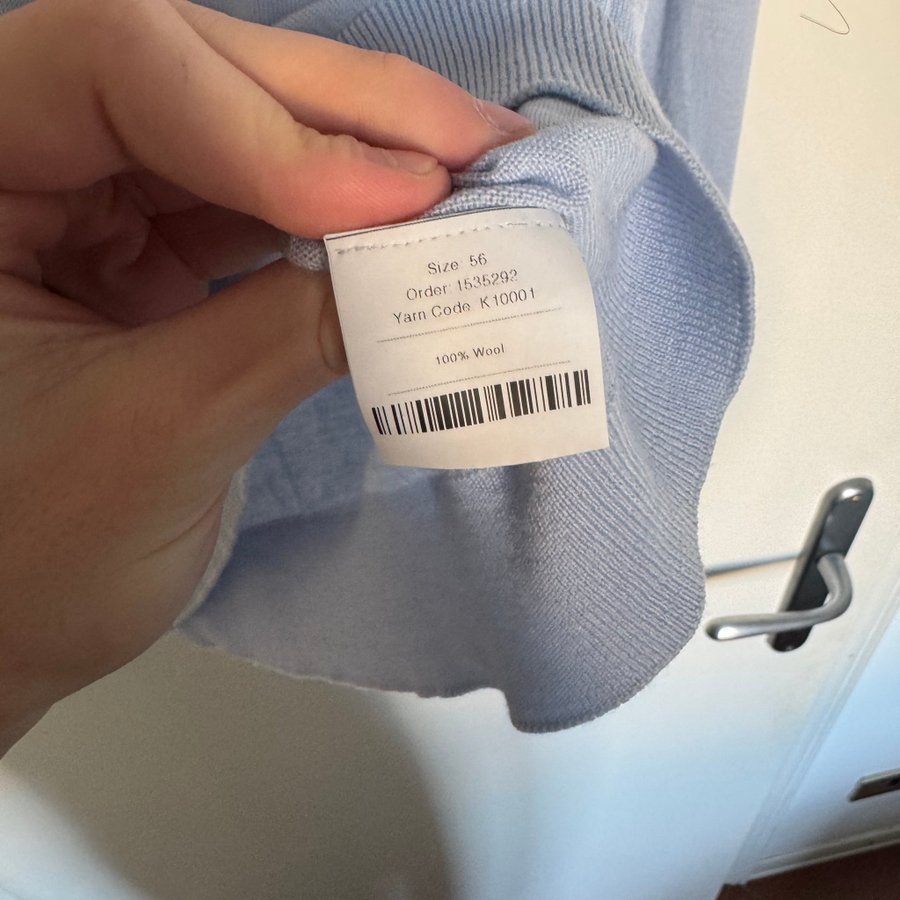 Size 56
Order: 1535292
Yarn Code K10001
100% Wool